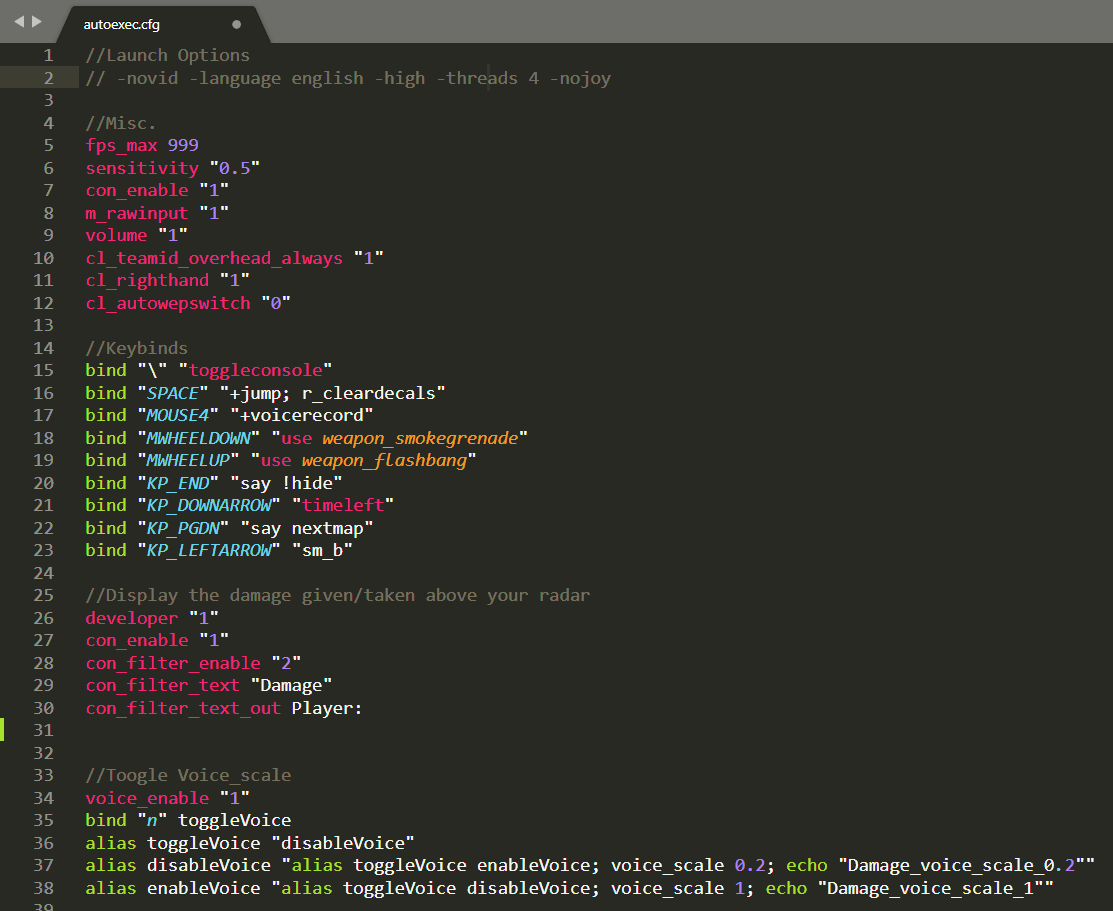 autoexec.cfg
1 //Launch Options
2 // -novid -language english -high -threads 4 -nojoy
3
4 //Misc.
5 fps_max 999
6 sensitivity "0.5"
7 con_enable "1"
8 m_rawinput "1"
9 volume "1"
10 cl_teamid_overhead_always "1"
11 cl_righthand "1"
12 cl_autowepswitch "0"
13
14 //Keybinds
15 bind "\" "toggleconsole"
16 bind "SPACE" "+jump; r_cleardecals"
17 bind "MOUSE4" "+voicerecord"
18 bind "MWHEELDOWN" "use weapon_smokegrenade"
19 bind "MWHEELUP" "use weapon_flashbang"
20 bind "KP_END" "say !hide"
21 bind "KP_DOWNARROW" "timeleft"
22 bind "KP_PGDN" "say nextmap"
23 bind "KP_LEFTARROW" "sm_b"
24
25 //Display the damage given/taken above your radar
26 developer "1"
27 con_enable "1"
28 con_filter_enable "2"
29 con_filter_text "Damage"
30 con_filter_text_out Player:
31
32
33 //Toogle Voice_scale
34 voice_enable "1"
35 bind "n" toggleVoice
36 alias toggleVoice "disableVoice"
37 alias disableVoice "alias toggleVoice enableVoice; voice_scale 0.2; echo "Damage_voice_scale_0.2""
38 alias enableVoice "alias toggleVoice disableVoice; voice_scale 1; echo "Damage_voice_scale_1""
39